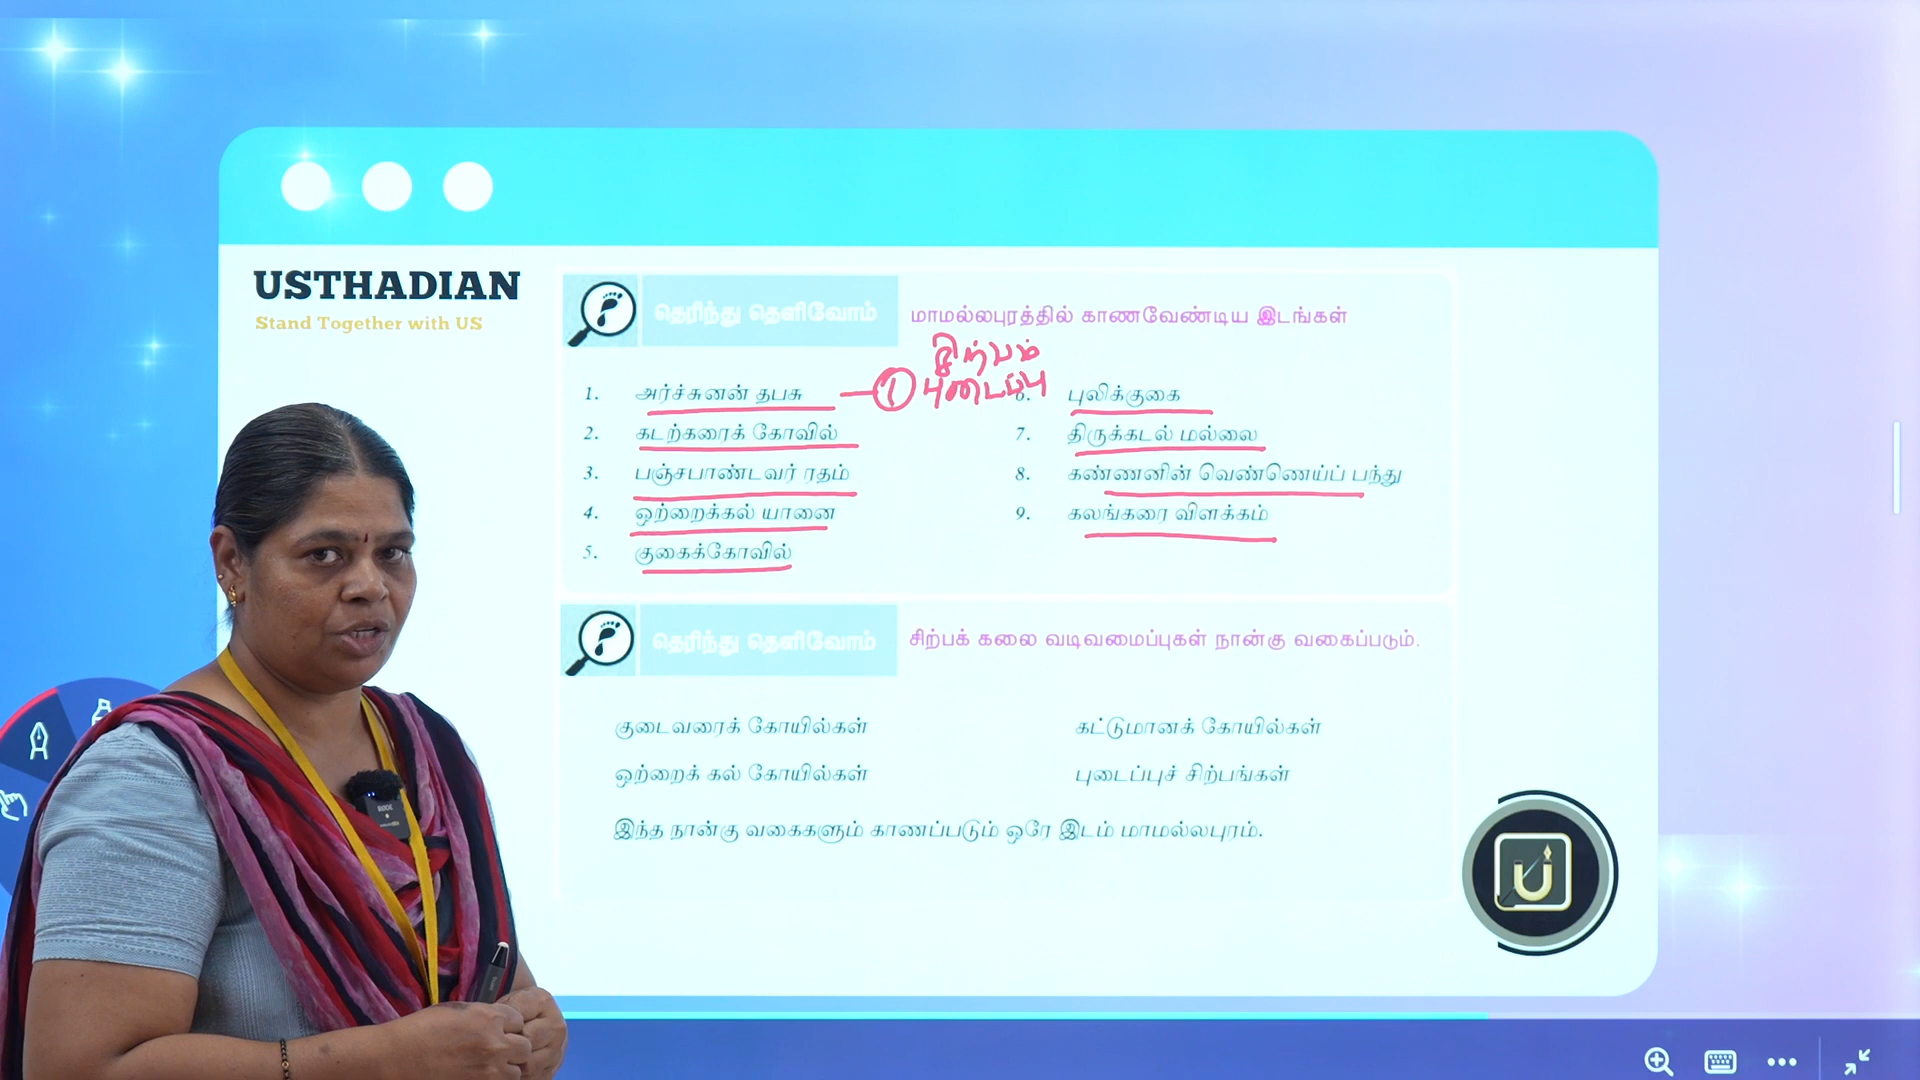 USTHADIAN
Stand Together with US
தெரிந்து தெளிவோம்
மாமல்லபுரத்தில் காணவேண்டிய இடங்கள்
சிற்பம்
1. அர்ச்சுனன் தபசு
① புடைப்பு
2. கடற்கரைக் கோவில்
3. பஞ்சபாண்டவர் ரதம்
4. ஒற்றைக்கல் யானை
5. குகைக்கோவில்
6. புலிக்குகை
7. திருக்கடல் மல்லை
8. கண்ணனின் வெண்ணெய்ப் பந்து
9. கலங்கரை விளக்கம்
தெரிந்து தெளிவோம்
சிற்பக் கலை வடிவமைப்புகள் நான்கு வகைப்படும்.
குடைவரைக் கோயில்கள்
கட்டுமானக் கோயில்கள்
ஒற்றைக் கல் கோயில்கள்
புடைப்புச் சிற்பங்கள்
இந்த நான்கு வகைகளும் காணப்படும் ஒரே இடம் மாமல்லபுரம்.
U